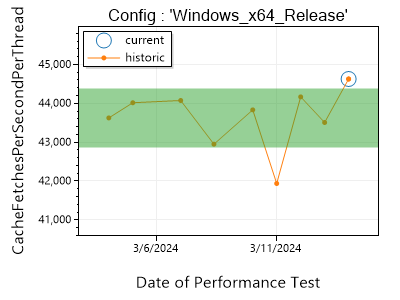 Config : 'Windows_x64_Release'
CacheFetchesPerSecondPerThread
current
historic
45,000
44,000
43,000
42,000
41,000
3/6/2024
3/11/2024
Date of Performance Test